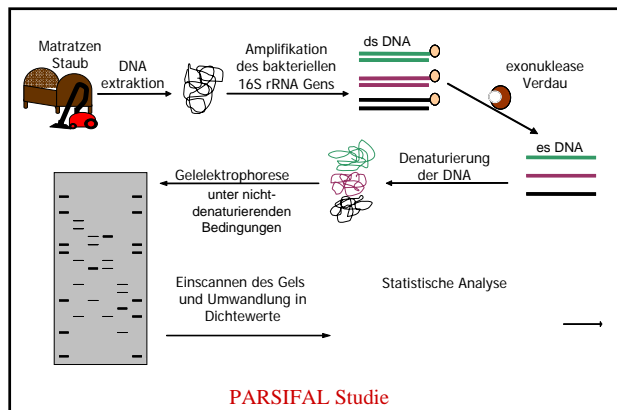 Matratzen
Staub
DNA
extraktion
Amplifikation
des bakteriellen
16S rRNA Gens
ds DNA
exonuklease
Verdau
es DNA
Denaturierung
der DNA
Gelelektrophorese
unter nicht-
denaturierenden
Bedingungen
Einscannen des Gels
und Umwandlung in
Dichtewerte
Statistische Analyse
PARSIFAL Studie